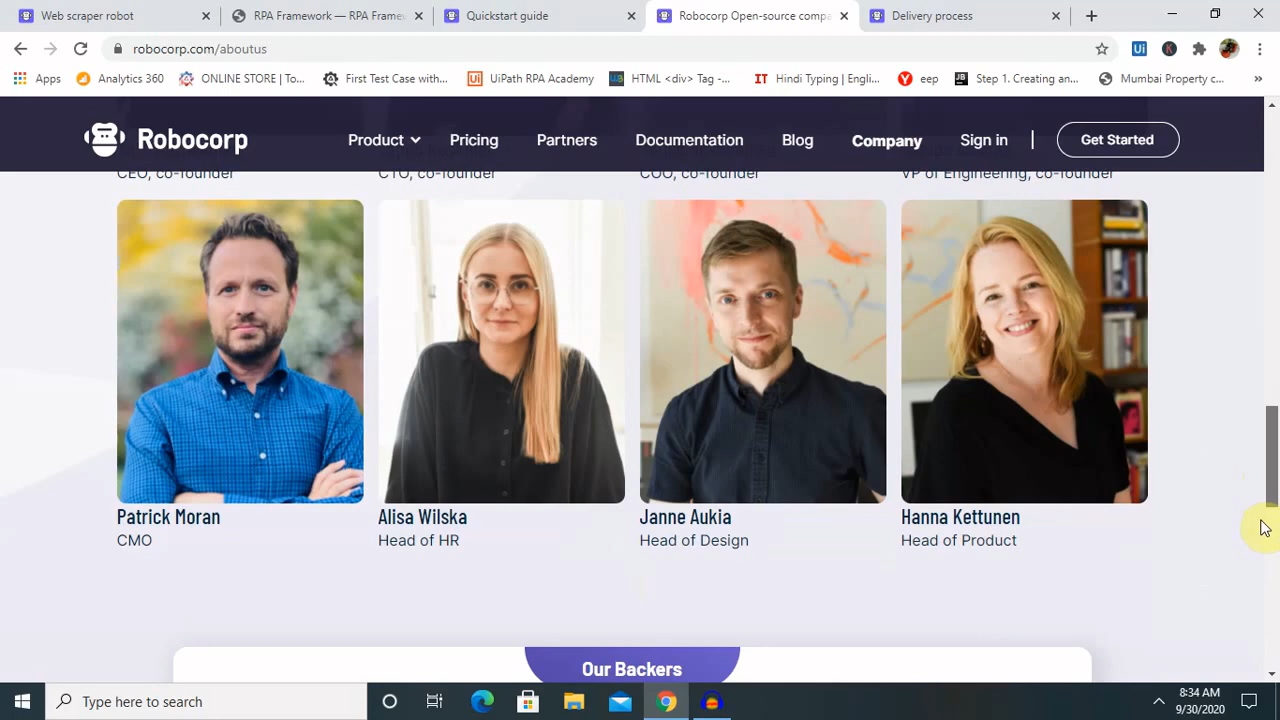 Web scraper robot
RPA Framework — RPA Frames
Quickstart guide
Robocorp Open-source compa
Delivery process
robocorp.com/aboutus
Apps
Analytics 360
ONLINE STORE | To...
First Test Case with...
UiPath RPA Academy
HTML <div> Tag -...
Hindi Typing | Engli...
eep
Step 1. Creating an...
Mumbai Property c...
Robocorp
Product
Pricing
Partners
Documentation
Blog
Company
Sign in
Get Started
CEO, co-founder
CTO, co-founder
COO, co-founder
VP of Engineering, co-founder
Patrick Moran
CMO
Alisa Wilska
Head of HR
Janne Aukia
Head of Design
Hanna Kettunen
Head of Product
Our Backers
Type here to search
8:34 AM
9/30/2020